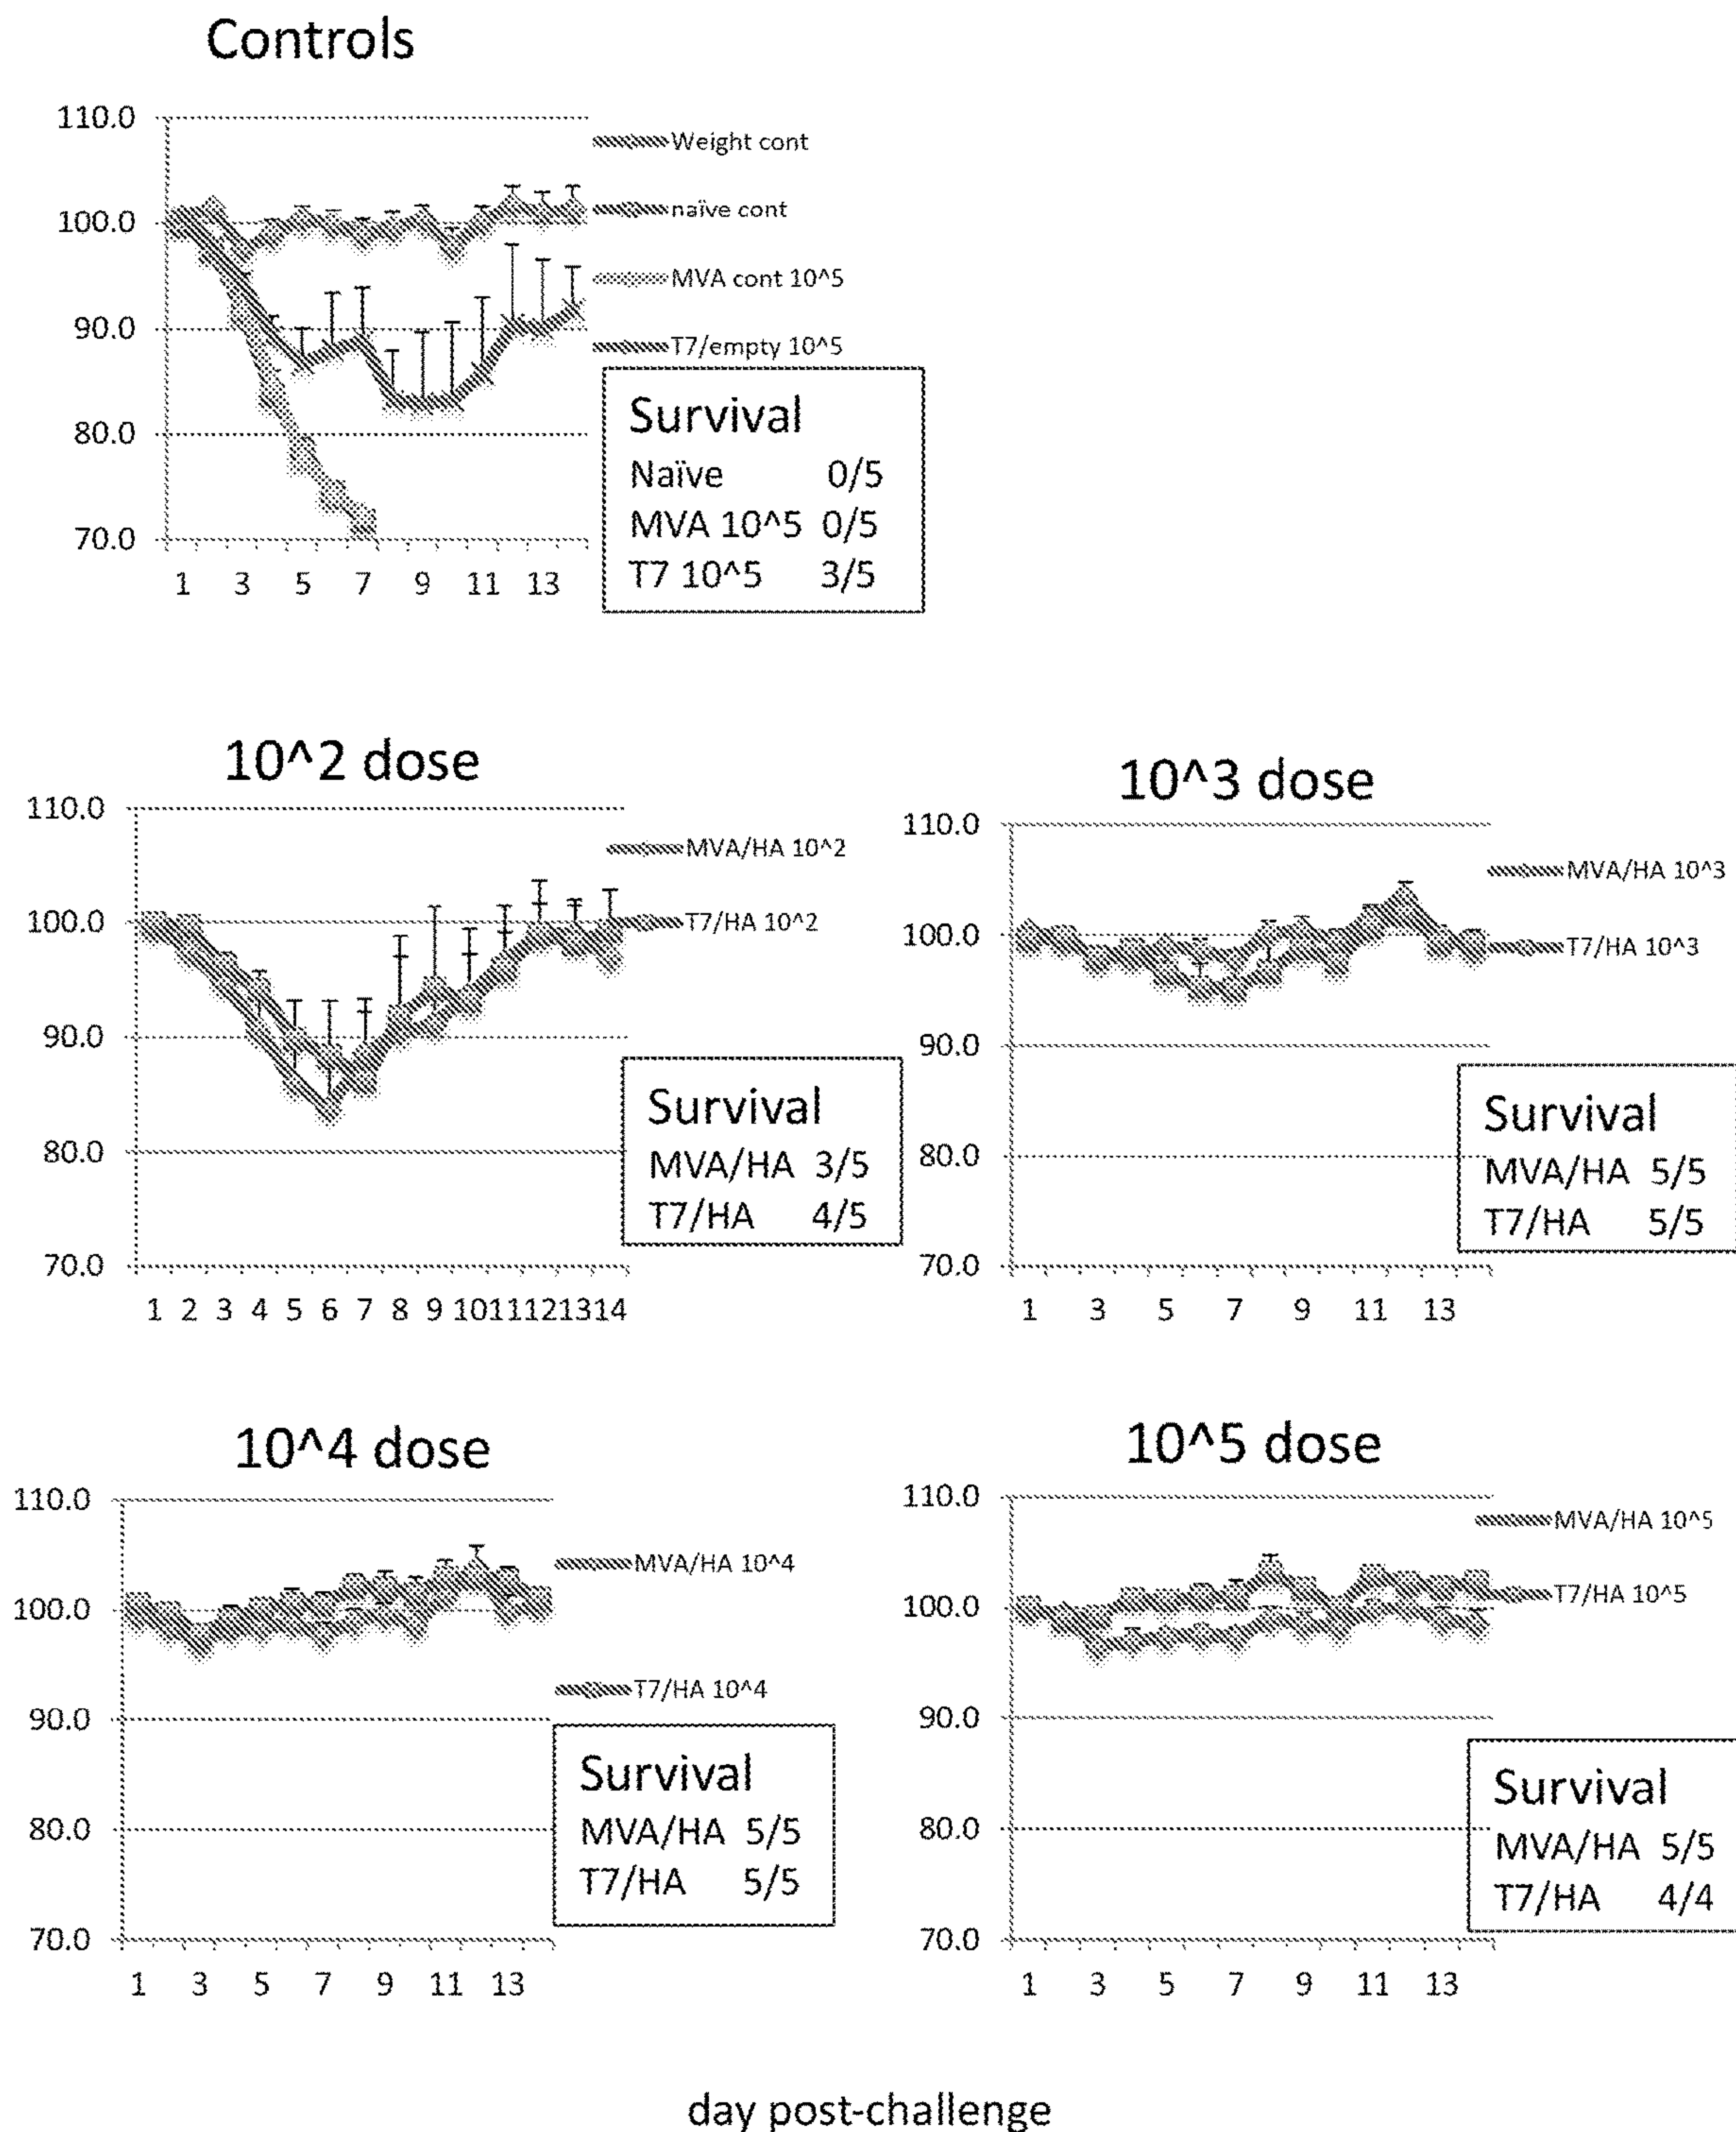 Controls
110.0
100.0
90.0
80.0
70.0
1 3 5 7 9 11 13
Weight cont
naïve cont
MVA cont 10^5
T7/empty 10^5
Survival
Naïve 0/5
MVA 10^5 0/5
T7 10^5 3/5
10^2 dose
110.0
100.0
90.0
80.0
70.0
1 2 3 4 5 6 7 8 9 10 11 12 13 14
MVA/HA 10^2
T7/HA 10^2
Survival
MVA/HA 3/5
T7/HA 4/5
10^3 dose
110.0
100.0
90.0
80.0
70.0
1 3 5 7 9 11 13
MVA/HA 10^3
T7/HA 10^3
Survival
MVA/HA 5/5
T7/HA 5/5
10^4 dose
110.0
100.0
90.0
80.0
70.0
1 3 5 7 9 11 13
MVA/HA 10^4
T7/HA 10^4
Survival
MVA/HA 5/5
T7/HA 5/5
10^5 dose
110.0
100.0
90.0
80.0
70.0
1 3 5 7 9 11 13
MVA/HA 10^5
T7/HA 10^5
Survival
MVA/HA 5/5
T7/HA 4/4
day post-challenge